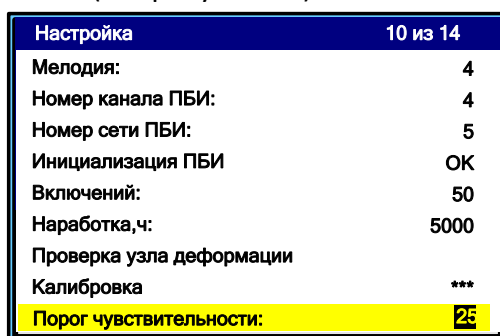 Настройка 10 из 14
Мелодия: 4
Номер канала ПБИ: 4
Номер сети ПБИ: 5
Инициализация ПБИ OK
Включений: 50
Наработка,ч: 5000
Проверка узла деформации
Калибровка ***
Порог чувствительности: 25